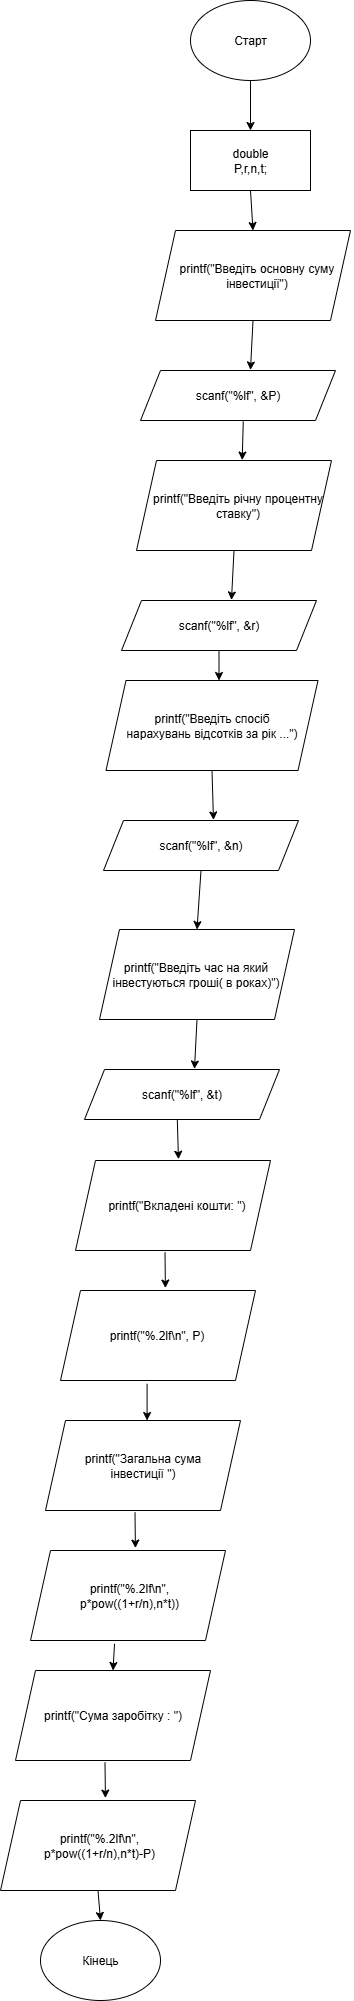 Старт
double
P,r,n,t;
printf("Введіть основну суму
інвестиції")
scanf("%lf", &P)
printf("Введіть річну процентну
ставку")
scanf("%lf", &r)
printf("Введіть спосіб
нарахувань відсотків за рік ...")
scanf("%lf", &n)
printf("Введіть час на який
інвестуються гроші( в роках)")
scanf("%lf", &t)
printf("Вкладені кошти: ")
printf("%.2lf\n", P)
printf("Загальна сума
інвестиції ")
printf("%.2lf\n",
p*pow((1+r/n),n*t))
printf("Сума заробітку : ")
printf("%.2lf\n",
p*pow((1+r/n),n*t)-P)
Кінець